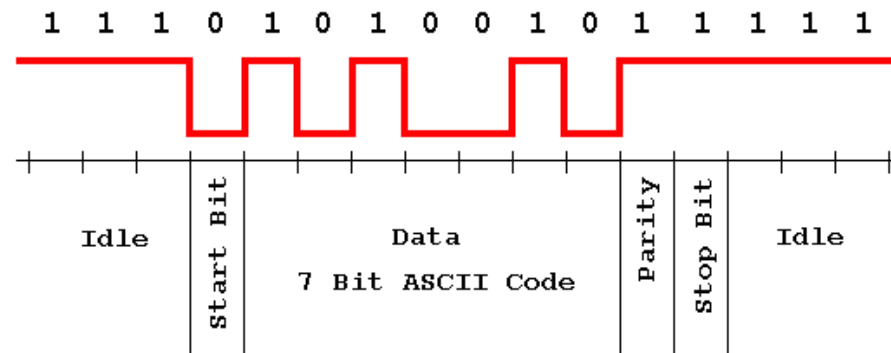 1 1 1 0 1 0 1 0 0 1 0 1 1 1 1 1
Idle
Start Bit
Data
7 Bit ASCII Code
Parity
Stop Bit
Idle